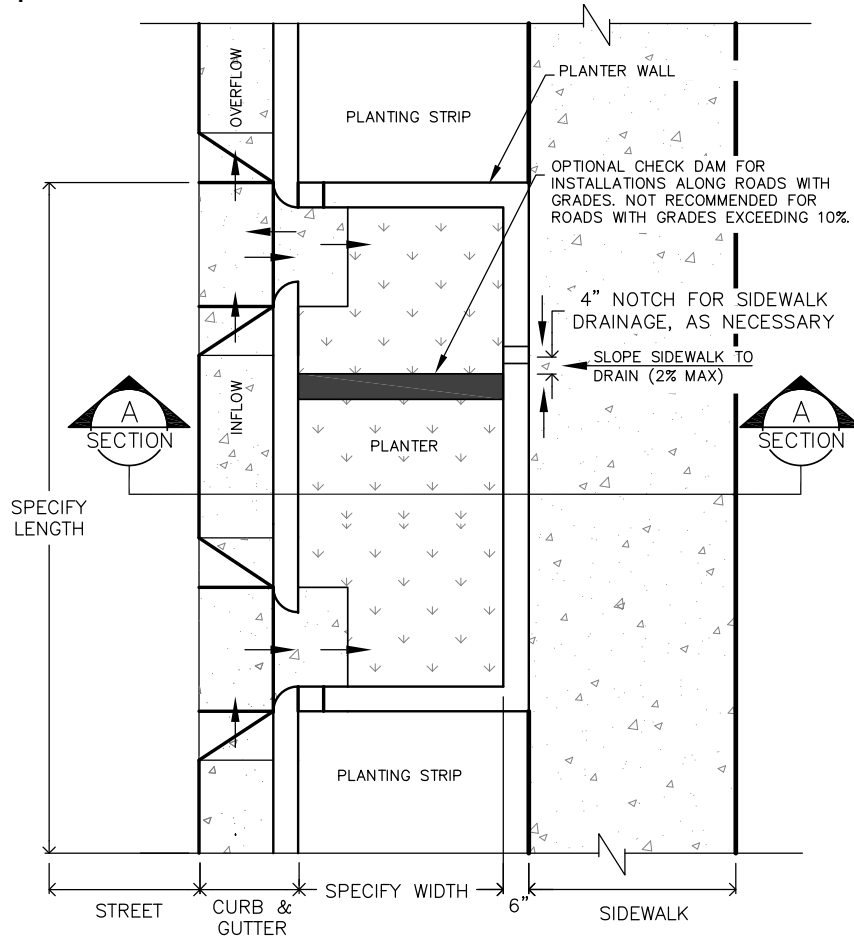 OVERFLOW
PLANTING STRIP
PLANTER WALL
OPTIONAL CHECK DAM FOR
INSTALLATIONS ALONG ROADS WITH
GRADES. NOT RECOMMENDED FOR
ROADS WITH GRADES EXCEEDING 10%.
4" NOTCH FOR SIDEWALK
DRAINAGE, AS NECESSARY
SLOPE SIDEWALK TO
DRAIN (2% MAX)
A
SECTION
INFLOW
PLANTER
A
SECTION
SPECIFY
LENGTH
PLANTING STRIP
STREET
CURB &
GUTTER
SPECIFY WIDTH
6"
SIDEWALK